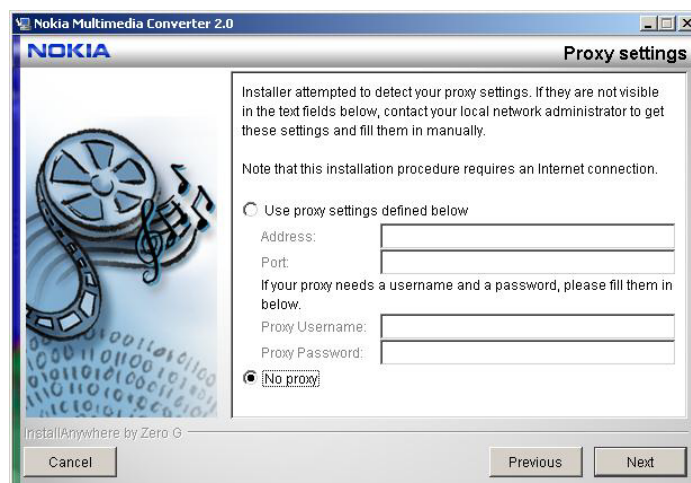 Nokia Multimedia Converter 2.0
NOKIA
Proxy settings
Installer attempted to detect your proxy settings. If they are not visible
in the text fields below, contact your local network administrator to get
these settings and fill them in manually.
Note that this installation procedure requires an Internet connection.
Use proxy settings defined below
Address:
Port:
If your proxy needs a username and a password, please fill them in
below.
Proxy Username:
Proxy Password:
No proxy
InstallAnywhere by Zero G
Cancel
Previous
Next